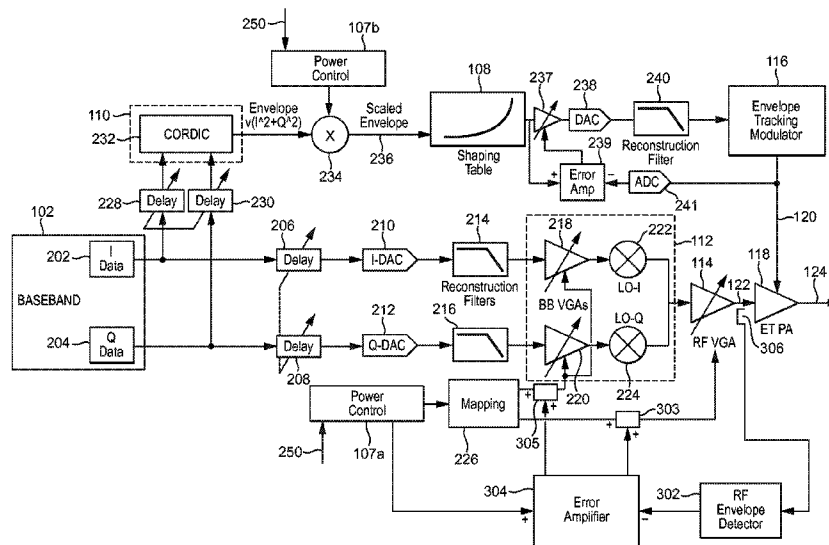 250
107b
Power
Control
110
232
CORDIC
Envelope
√(I^2+Q^2)
X
234
Scaled
Envelope
236
108
Shaping
Table
237
238
DAC
240
Reconstruction
Filter
116
Envelope
Tracking
Modulator
+
Error
Amp
-
239
ADC
241
120
228
Delay
Delay
230
102
202
I
Data
BASEBAND
204
Q
Data
206
Delay
210
I-DAC
214
Reconstruction
Filters
218
BB VGAs
222
LO-I
112
114
RF VGA
122
118
ET PA
124
306
Delay
208
212
Q-DAC
216
220
LO-Q
224
Power
Control
107a
250
Mapping
226
+
+
305
+
+
303
304
+
Error
Amplifier
-
302
RF
Envelope
Detector